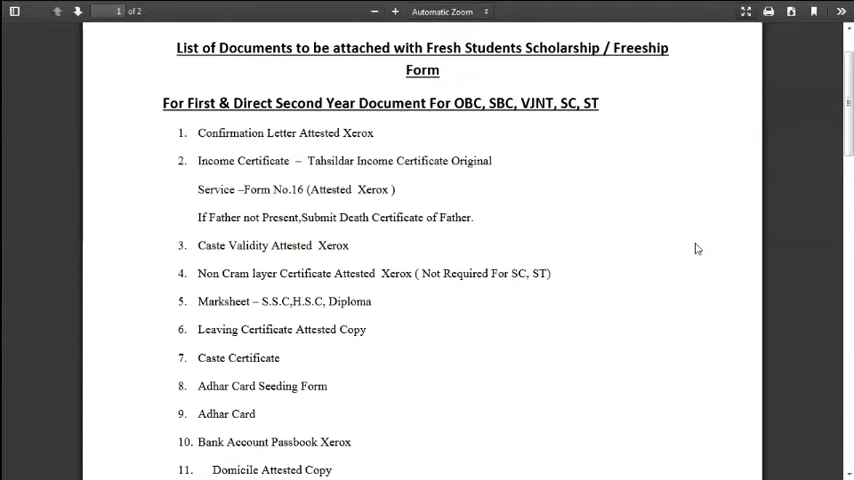 1 of 2
Automatic Zoom
List of Documents to be attached with Fresh Students Scholarship / Freeship
Form
For First & Direct Second Year Document For OBC, SBC, VJNT, SC, ST
1. Confirmation Letter Attested Xerox
2. Income Certificate – Tahsildar Income Certificate Original
Service –Form No.16 (Attested Xerox )
If Father not Present,Submit Death Certificate of Father.
3. Caste Validity Attested Xerox
4. Non Cram layer Certificate Attested Xerox ( Not Required For SC, ST)
5. Marksheet – S.S.C,H.S.C, Diploma
6. Leaving Certificate Attested Copy
7. Caste Certificate
8. Adhar Card Seeding Form
9. Adhar Card
10. Bank Account Passbook Xerox
11. Domicile Attested Copy